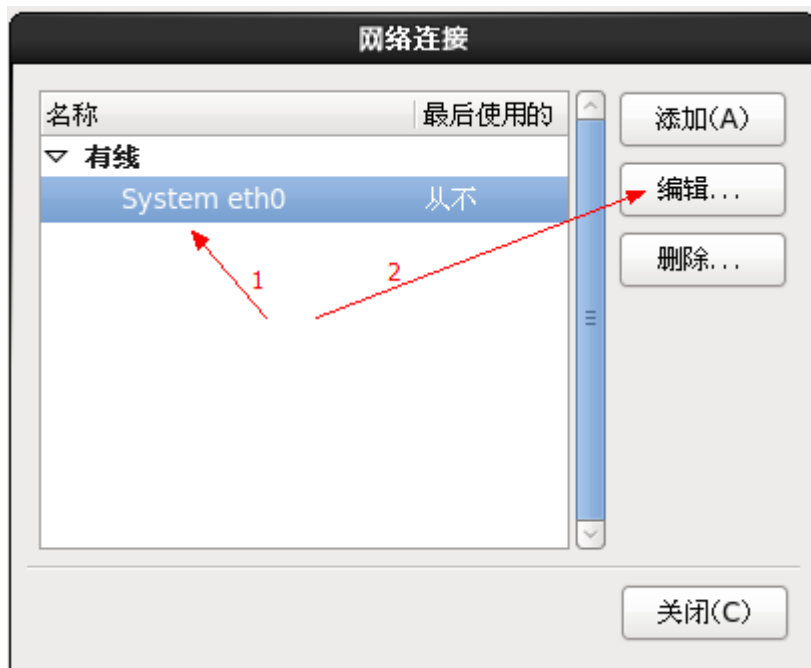 网络连接
名称 最后使用的
有线
System eth0 从不
添加(A)
编辑...
删除...
1
2
关闭(C)